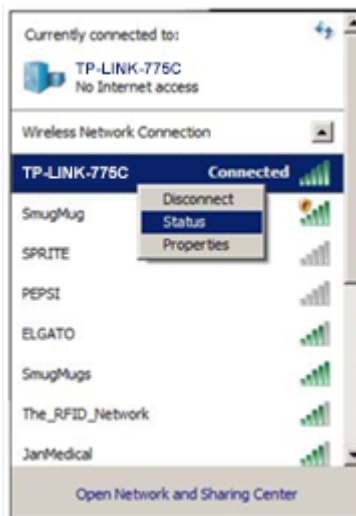 Currently connected to:
TP-LINK-775C
No Internet access
Wireless Network Connection
TP-LINK-775C Connected
Disconnect
SmugMug
Status
Properties
SPRITE
PEPSI
ELGATO
SmugMugs
The_RFID_Network
JanMedical
Open Network and Sharing Center